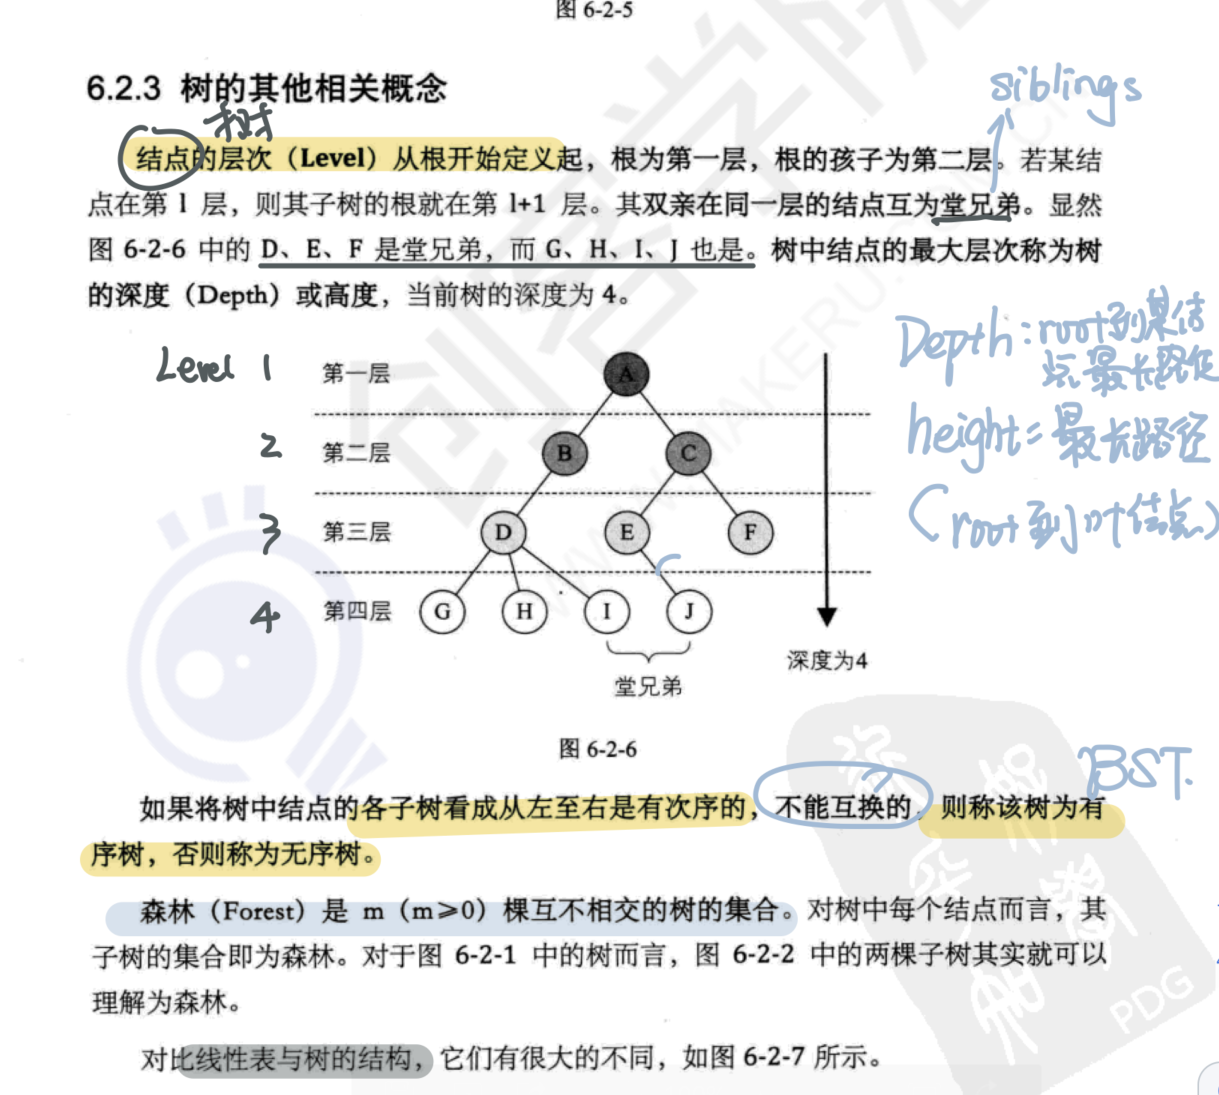 图 6-2-5
6.2.3 树的其他相关概念
siblings
树
结点的层次（Level）从根开始定义起，根为第一层，根的孩子为第二层。若某结
点在第 l 层，则其子树的根就在第 l+1 层。其双亲在同一层的结点互为堂兄弟。显然
图 6-2-6 中的 D、E、F 是堂兄弟，而 G、H、I、J 也是。树中结点的最大层次称为树
的深度（Depth）或高度，当前树的深度为 4。
Depth:root到某结
点最长路径
height=最长路径
(root到叶结点)
Level 1 第一层 A
2 第二层 B C
3 第三层 D E F
4 第四层 G H I J
堂兄弟
深度为4
图 6-2-6
BST.
如果将树中结点的各子树看成从左至右是有次序的，不能互换的，则称该树为有
序树，否则称为无序树。
森林（Forest）是 m（m≥0）棵互不相交的树的集合。对树中每个结点而言，其
子树的集合即为森林。对于图 6-2-1 中的树而言，图 6-2-2 中的两棵子树其实就可以
理解为森林。
对比线性表与树的结构，它们有很大的不同，如图 6-2-7 所示。
创客学院
PDG